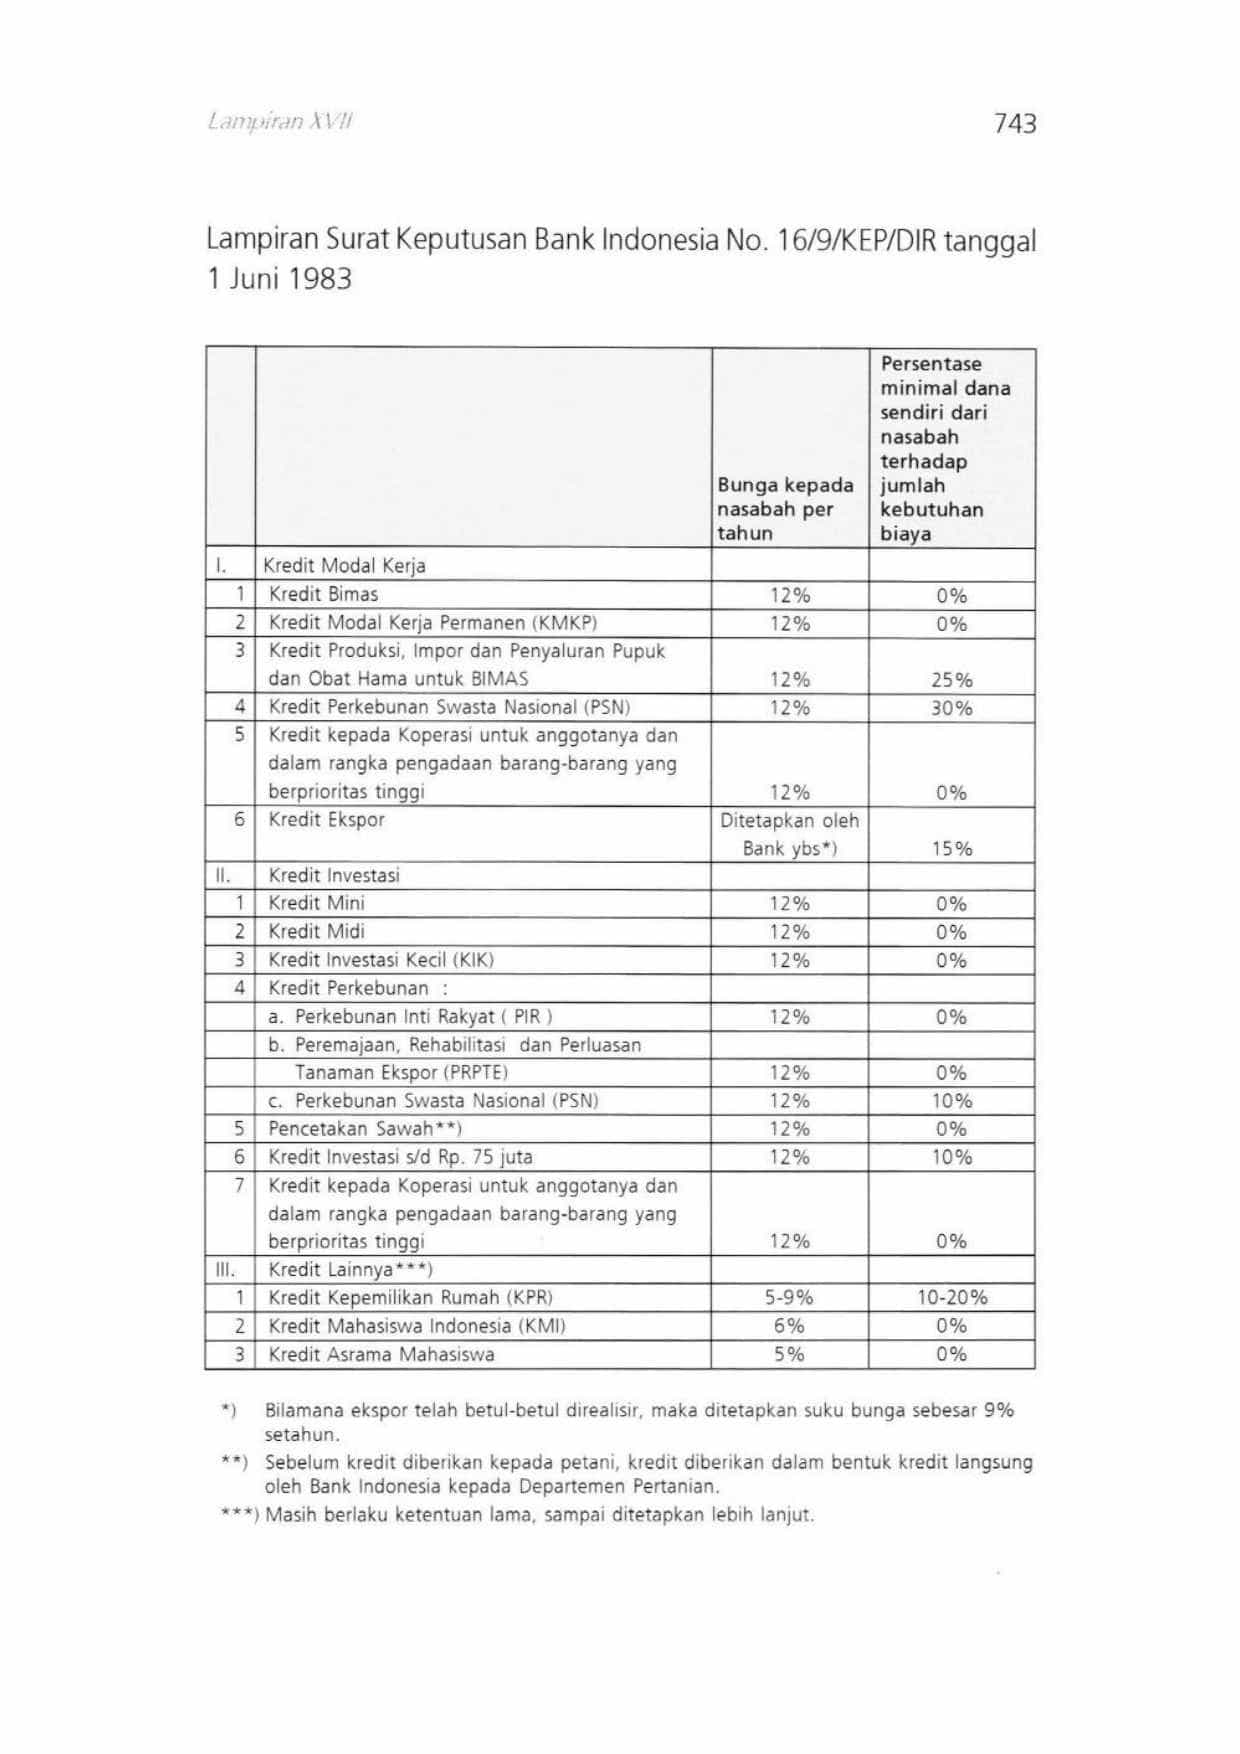 Lampiran XVII
743
Lampiran Surat Keputusan Bank Indonesia No. 16/9/KEP/DIR tanggal
1 Juni 1983
Bunga kepada
nasabah per
tahun
Persentase
minimal dana
sendiri dari
nasabah
terhadap
jumlah
kebutuhan
biaya
I. Kredit Modal Kerja
1 Kredit Bimas 12% 0%
2 Kredit Modal Kerja Permanen (KMKP) 12% 0%
3 Kredit Produksi, Impor dan Penyaluran Pupuk
dan Obat Hama untuk BIMAS 12% 25%
4 Kredit Perkebunan Swasta Nasional (PSN) 12% 30%
5 Kredit kepada Koperasi untuk anggotanya dan
dalam rangka pengadaan barang-barang yang
berprioritas tinggi 12% 0%
6 Kredit Ekspor Ditetapkan oleh
Bank ybs*) 15%
II. Kredit Investasi
1 Kredit Mini 12% 0%
2 Kredit Midi 12% 0%
3 Kredit Investasi Kecil (KIK) 12% 0%
4 Kredit Perkebunan :
a. Perkebunan Inti Rakyat ( PIR ) 12% 0%
b. Peremajaan, Rehabilitasi dan Perluasan
Tanaman Ekspor (PRPTE) 12% 0%
c. Perkebunan Swasta Nasional (PSN) 12% 10%
5 Pencetakan Sawah**) 12% 0%
6 Kredit Investasi s/d Rp. 75 juta 12% 10%
7 Kredit kepada Koperasi untuk anggotanya dan
dalam rangka pengadaan barang-barang yang
berprioritas tinggi 12% 0%
III. Kredit Lainnya***)
1 Kredit Kepemilikan Rumah (KPR) 5-9% 10-20%
2 Kredit Mahasiswa Indonesia (KMI) 6% 0%
3 Kredit Asrama Mahasiswa 5% 0%
*) Bilamana ekspor telah betul-betul direalisir, maka ditetapkan suku bunga sebesar 9%
setahun.
**) Sebelum kredit diberikan kepada petani, kredit diberikan dalam bentuk kredit langsung
oleh Bank Indonesia kepada Departemen Pertanian.
***) Masih berlaku ketentuan lama, sampai ditetapkan lebih lanjut.